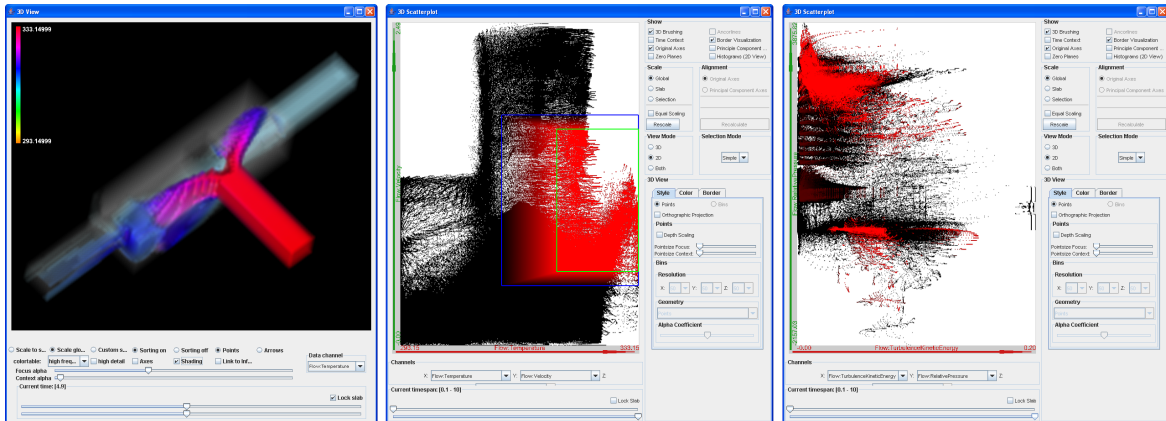 3D View
333.14999
293.14999
Scale to s... Scale glo... Custom s... Sorting on Sorting off Points Arrows
colortable: high freq... high detail Axes Shading Link to Inf...
Data channel
Flow:Temperature
Focus alpha
Context alpha
Current time: [4.9]
Lock slab
3D Scatterplot
293.15 Flow:Temperature 333.15
Channels
X: Flow:Temperature Y: Flow:Velocity Z:
Current timespan: [0.1 - 10]
Lock Slab
Show
3D Brushing
Time Context Border Visualization
Original Axes Principle Component ...
Zero Planes Histograms (2D View)
Scale Alignment
Global Original Axes
Slab Principal Component Axes
Selection
Equal Scaling
Rescale Recalculate
View Mode Selection Mode
3D
2D Simple
Both
3D View
Style Color Border
Points Bins
Orthographic Projection
Points
Depth Scaling
Pointsize Focus:
Pointsize Context:
Bins
Resolution
X: Y: Z:
Geometry
Points
Alpha Coefficient
3D Scatterplot
-0.00 Flow:TurbulenceKineticEnergy 0.20
Channels
X: Flow:TurbulenceKineticEnergy Y: Flow:RelativePressure Z:
Current timespan: [0.1 - 10]
Lock Slab
Show
3D Brushing
Time Context Border Visualization
Original Axes Principle Component ...
Zero Planes Histograms (2D View)
Scale Alignment
Global Original Axes
Slab Principal Component Axes
Selection
Equal Scaling
Rescale Recalculate
View Mode Selection Mode
3D
2D Simple
Both
3D View
Style Color Border
Points Bins
Orthographic Projection
Points
Depth Scaling
Pointsize Focus:
Pointsize Context:
Bins
Resolution
X: Y: Z:
Geometry
Points
Alpha Coefficient